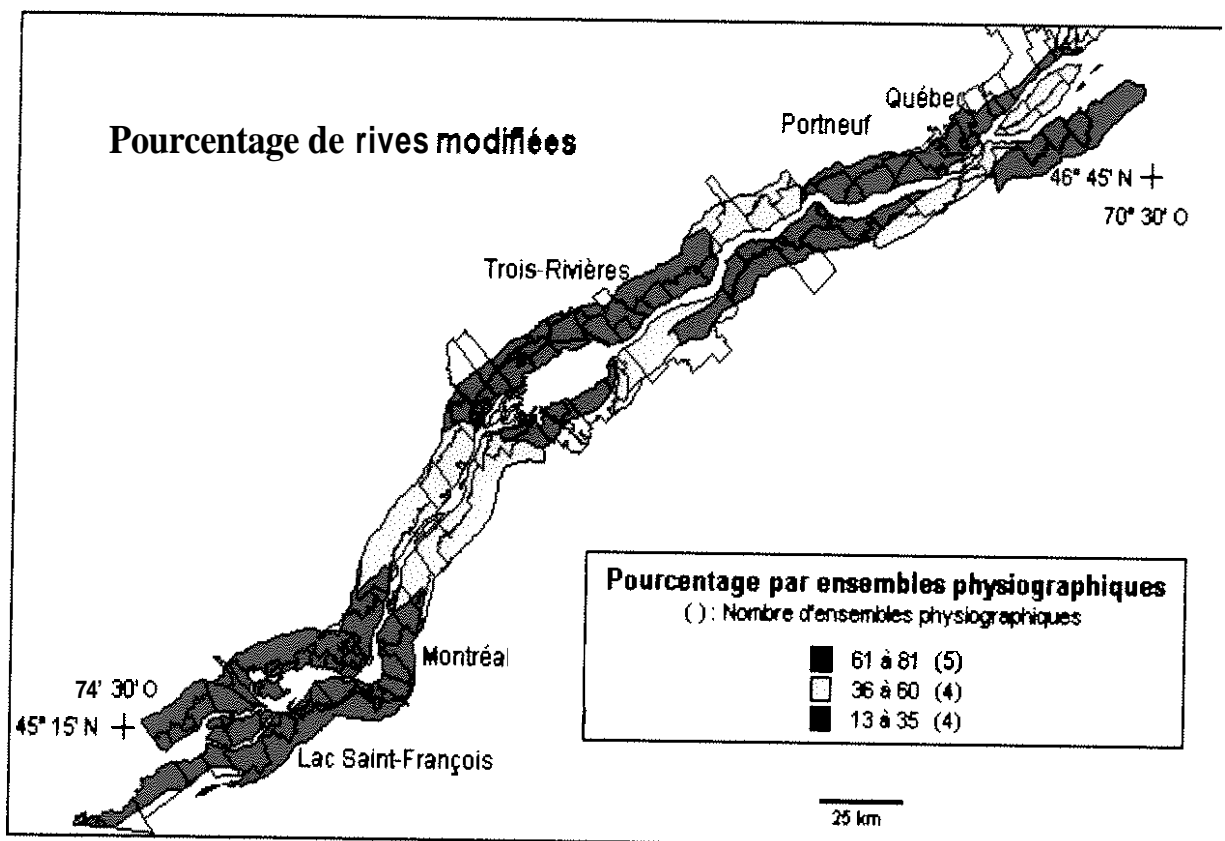 Québec
Portneuf
Pourcentage de rives modifiées
46° 45' N
70° 30' O
Trois-Rivières
Pourcentage par ensembles physiographiques
( ) : Nombre d'ensembles physiographiques
61 à 81 (5)
36 à 60 (4)
13 à 35 (4)
Montréal
74' 30' O
45° 15' N
Lac Saint-François
25 km